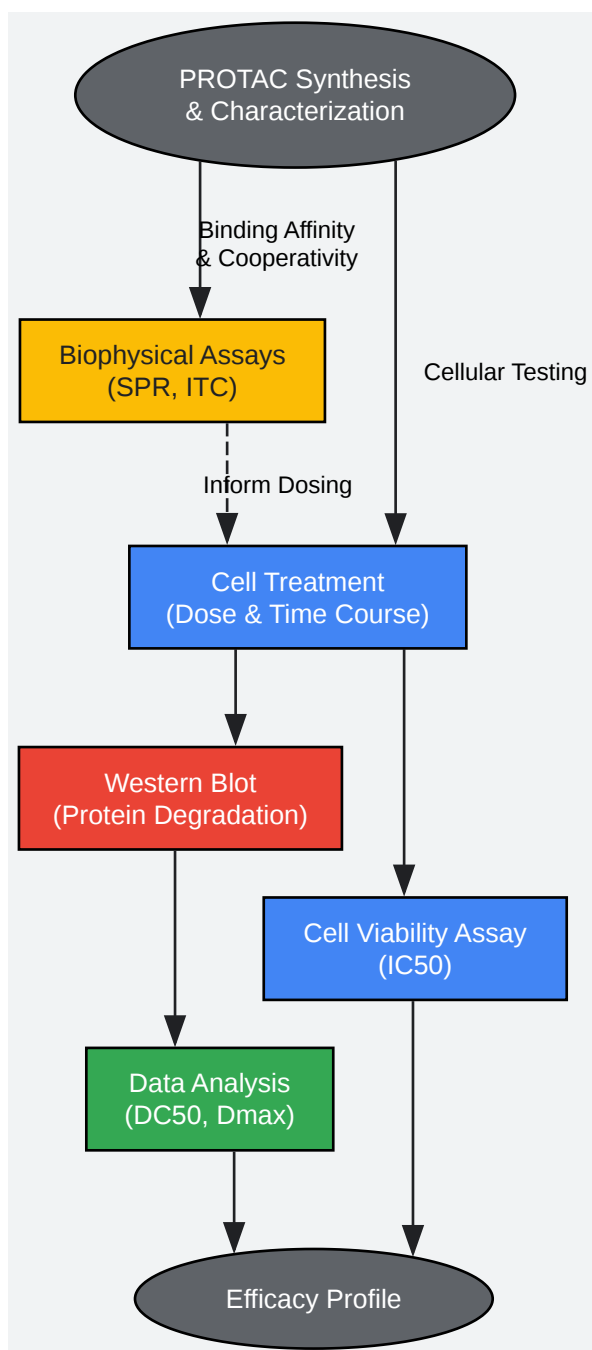 PROTAC Synthesis
& Characterization
Binding Affinity
& Cooperativity
Biophysical Assays
(SPR, ITC)
Cellular Testing
Inform Dosing
Cell Treatment
(Dose & Time Course)
Western Blot
(Protein Degradation)
Cell Viability Assay
(IC50)
Data Analysis
(DC50, Dmax)
Efficacy Profile